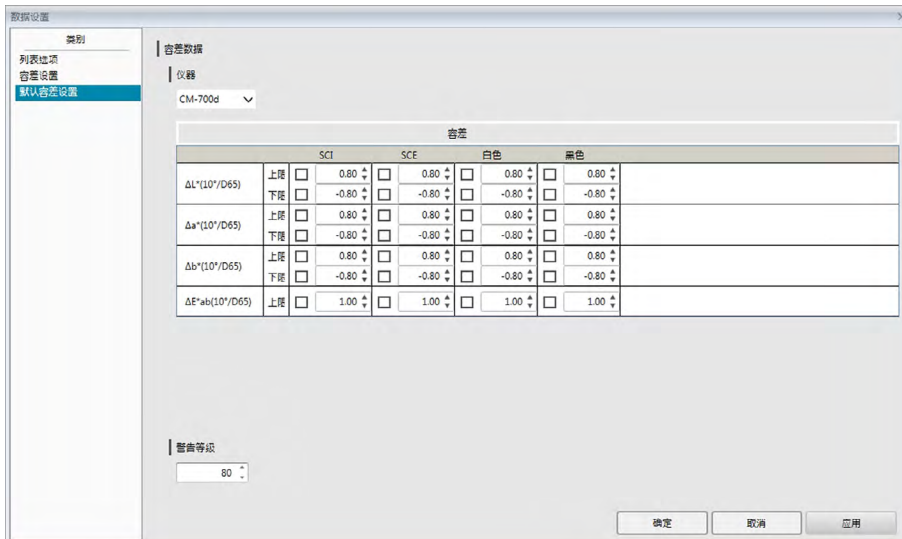 数据设置
类别
列表选项
容差设置
默认容差设置
容差数据
仪器
CM-700d
容差
SCI SCE 白色 黑色
ΔL*(10°/D65) 上限 0.80 0.80 0.80 0.80
下限 -0.80 -0.80 -0.80 -0.80
Δa*(10°/D65) 上限 0.80 0.80 0.80 0.80
下限 -0.80 -0.80 -0.80 -0.80
Δb*(10°/D65) 上限 0.80 0.80 0.80 0.80
下限 -0.80 -0.80 -0.80 -0.80
ΔE*ab(10°/D65) 上限 1.00 1.00 1.00 1.00
警告等级
80
确定 取消 应用